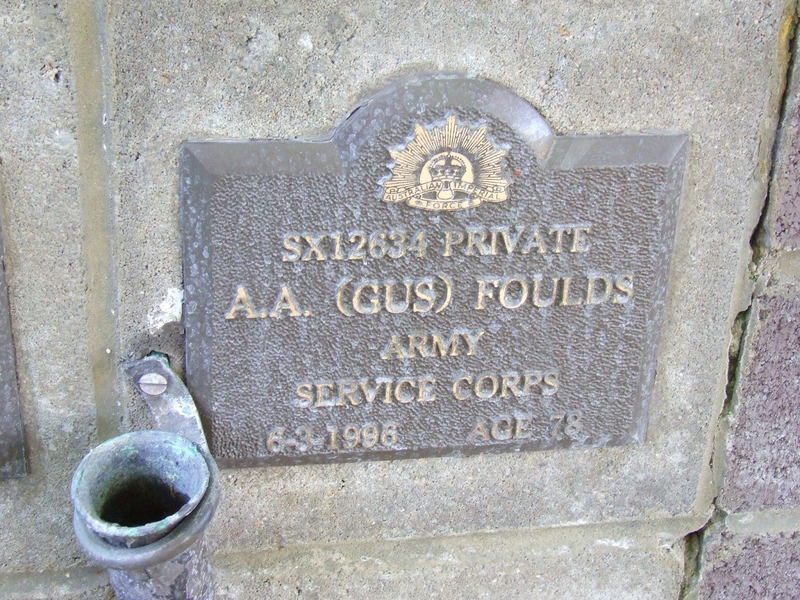 AUSTRALIAN IMPERIAL
FORCE
SX12634 PRIVATE
A.A. (GUS) FOULDS
ARMY
SERVICE CORPS
6-3-1996 AGE 78